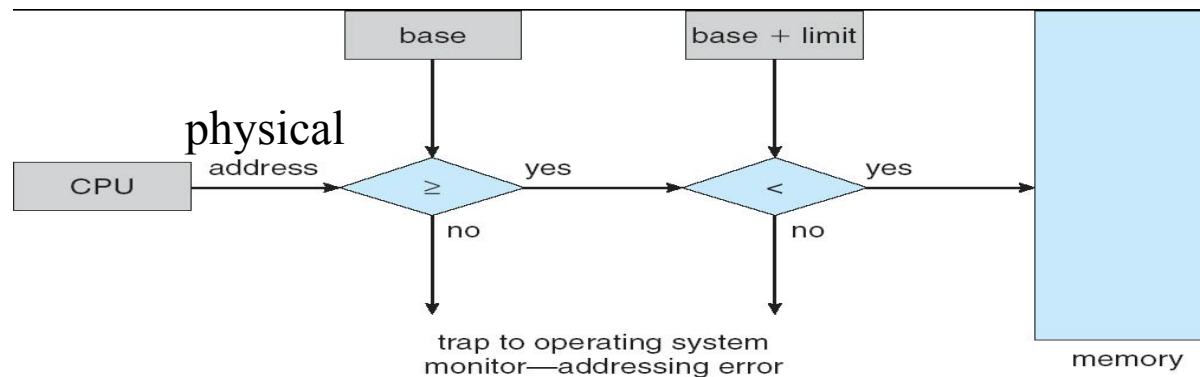 base
base + limit
physical
address
CPU
≥
yes
<
yes
no
no
trap to operating system
monitor—addressing error
memory